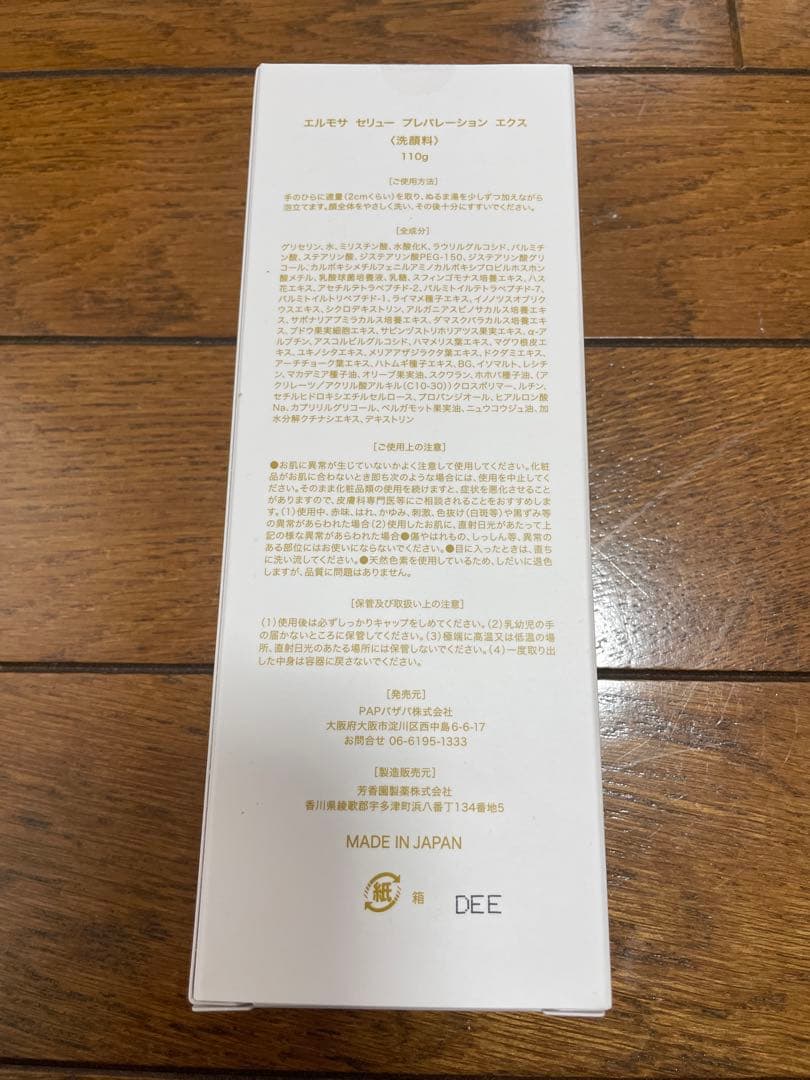 エルモサ セリュー プレパレーション エクス
〈洗顔料〉
110g
[ご使用方法]
手のひらに適量(2cmくらい)を取り、ぬるま湯を少しずつ加えながら
泡立てます。顔全体をやさしく洗い、その後十分にすすいでください。
[全成分]
グリセリン、水、ミリスチン酸、水酸化K、ラウリルグルコシド、パルミチ
ン酸、ステアリン酸、ジステアリン酸PEG-150、ジステアリン酸グリ
コール、カルボキシメチルフェニルアミノカルボキシプロピルホスホン
酸メチル、乳酸球菌培養液、乳糖、スフィンゴモナス培養エキス、ハス
花エキス、アセチルテトラペプチド-2、パルミトイルテトラペプチド-7、
パルミトイルトリペプチド-1、ライマメ種子エキス、イノノツスオブリク
ウスエキス、シクロデキストリン、アルガニアスピノサカルス培養エキ
ス、サポナリアプミラカルス培養エキス、ダマスクバラカルス培養エキ
ス、ブドウ果実細胞エキス、サピンヅストリホリアツス果実エキス、α-ア
ルブチン、アスコルビルグルコシド、ハマメリス葉エキス、マグワ根皮エ
キス、ユキノシタエキス、メリアアザジラクタ葉エキス、ドクダミエキス、
アーチチョーク葉エキス、ハトムギ種子エキス、BG、イソマルト、レシチ
ン、マカデミア種子油、オリーブ果実油、スクワラン、ホホバ種子油、(ア
クリレーツ/アクリル酸アルキル(C10-30))クロスポリマー、ルチン、
セチルヒドロキシエチルセルロース、プロパンジオール、ヒアルロン酸
Na、カプリリルグリコール、ベルガモット果実油、ニュウコウジュ油、加
水分解クチナシエキス、デキストリン
[ご使用上の注意]
●お肌に異常が生じていないかよく注意して使用してください。化粧
品がお肌に合わないとき即ち次のような場合には、使用を中止してく
ださい。そのまま化粧品類の使用を続けますと、症状を悪化させること
がありますので、皮膚科専門医等にご相談されることをおすすめしま
す。(1)使用中、赤味、はれ、かゆみ、刺激、色抜け(白斑等)や黒ずみ等
の異常があらわれた場合(2)使用したお肌に、直射日光があたって上
記の様な異常があらわれた場合●傷やはれもの、しっしん等、異常の
ある部位にはお使いにならないでください。●目に入ったときは、直ち
に洗い流してください。●天然色素を使用しているため、しだいに退色
しますが、品質に問題はありません。
[保管及び取扱い上の注意]
(1)使用後は必ずしっかりキャップをしめてください。(2)乳幼児の手
の届かないところに保管してください。(3)極端に高温又は低温の場
所、直射日光のあたる場所には保管しないでください。(4)一度取り出
した中身は容器に戻さないでください。
[発売元]
PAPパザパ株式会社
大阪府大阪市淀川区西中島6-6-17
お問合せ 06-6195-1333
[製造販売元]
芳香園製薬株式会社
香川県綾歌郡宇多津町浜八番丁134番地5
MADE IN JAPAN
紙 箱 DEE